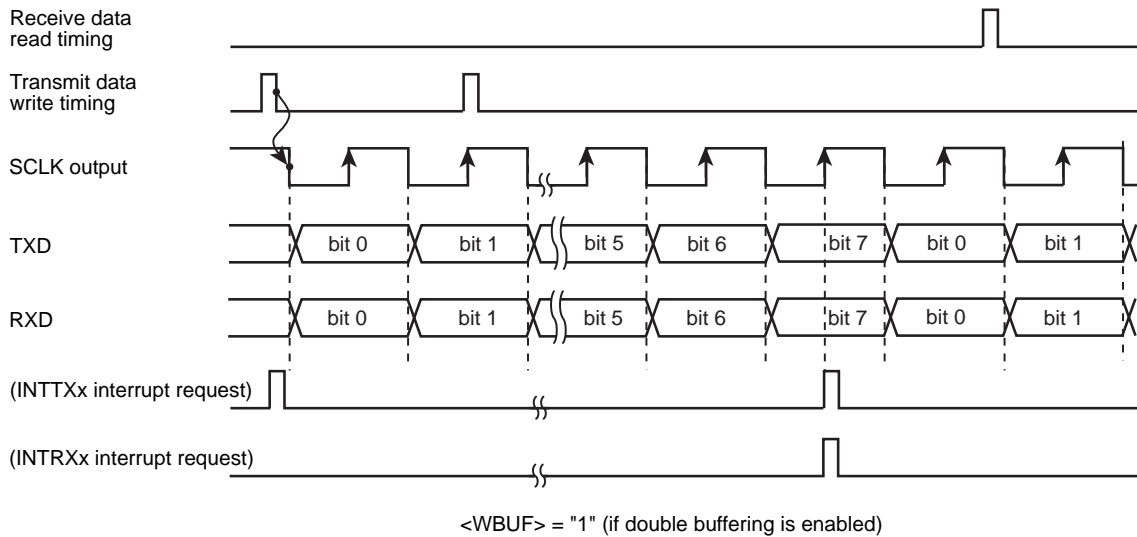 Receive data
read timing
Transmit data
write timing
SCLK output
TXD
bit 0 bit 1 bit 5 bit 6 bit 7 bit 0 bit 1
RXD
bit 0 bit 1 bit 5 bit 6 bit 7 bit 0 bit 1
(INTTXx interrupt request)
(INTRXx interrupt request)
<WBUF> = "1" (if double buffering is enabled)